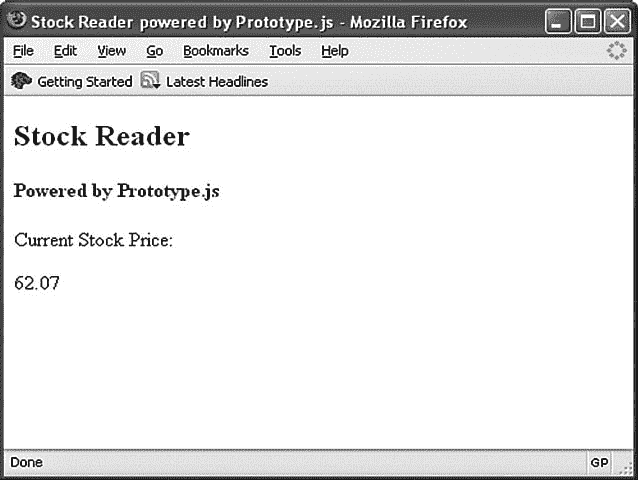 Stock Reader powered by Prototype.js - Mozilla Firefox
File Edit View Go Bookmarks Tools Help
Getting Started Latest Headlines
Stock Reader
Powered by Prototype.js
Current Stock Price:
62.07
Done GP